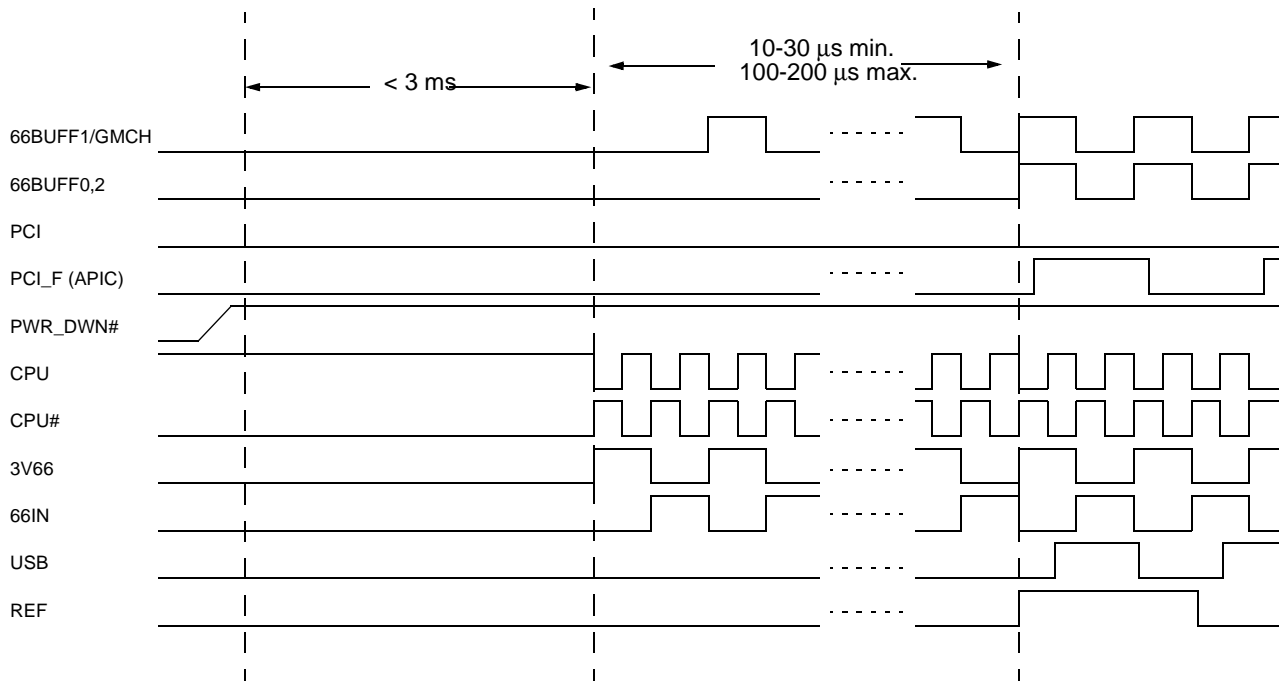 10-30 μs min.
< 3 ms
100-200 μs max.
66BUFF1/GMCH
66BUFF0,2
PCI
PCI_F (APIC)
PWR_DWN#
CPU
CPU#
3V66
66IN
USB
REF